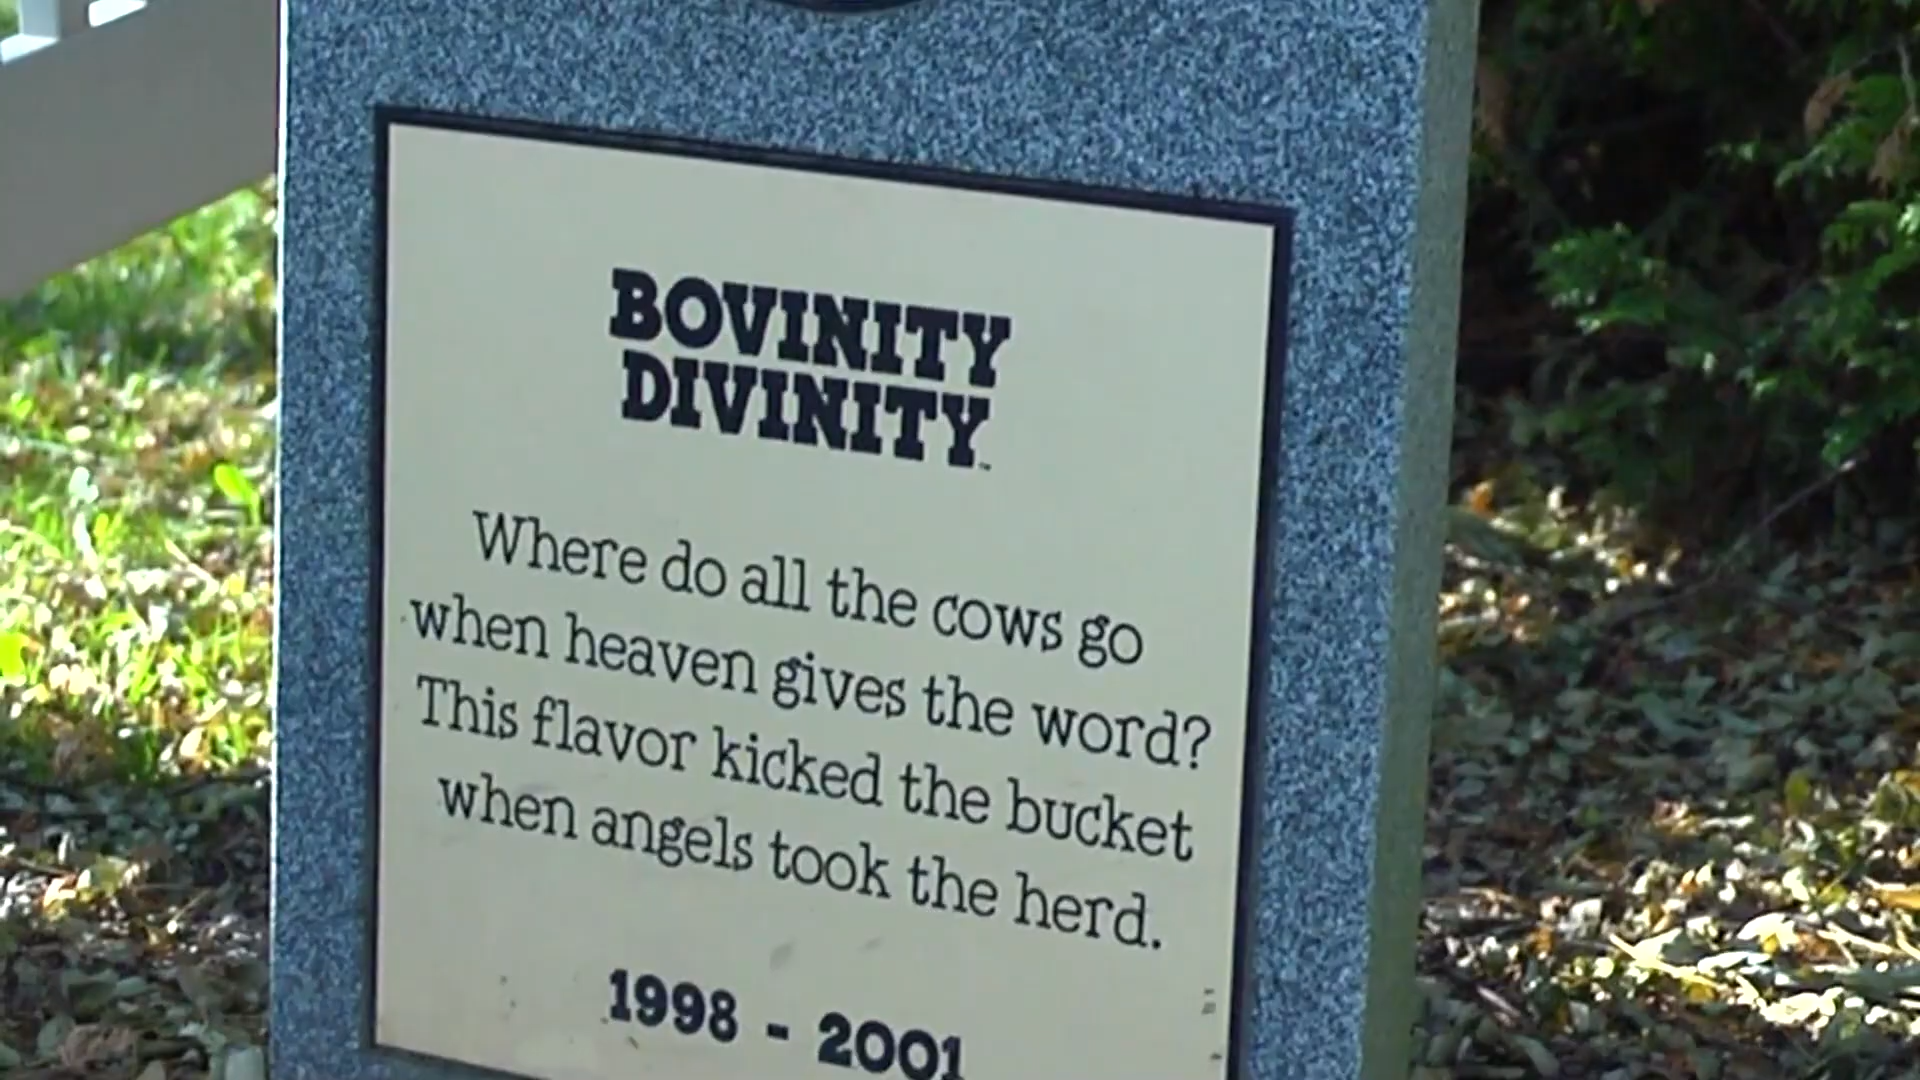 BOVINITY
DIVINITY™
Where do all the cows go
when heaven gives the word?
This flavor kicked the bucket
when angels took the herd.
1998 - 2001